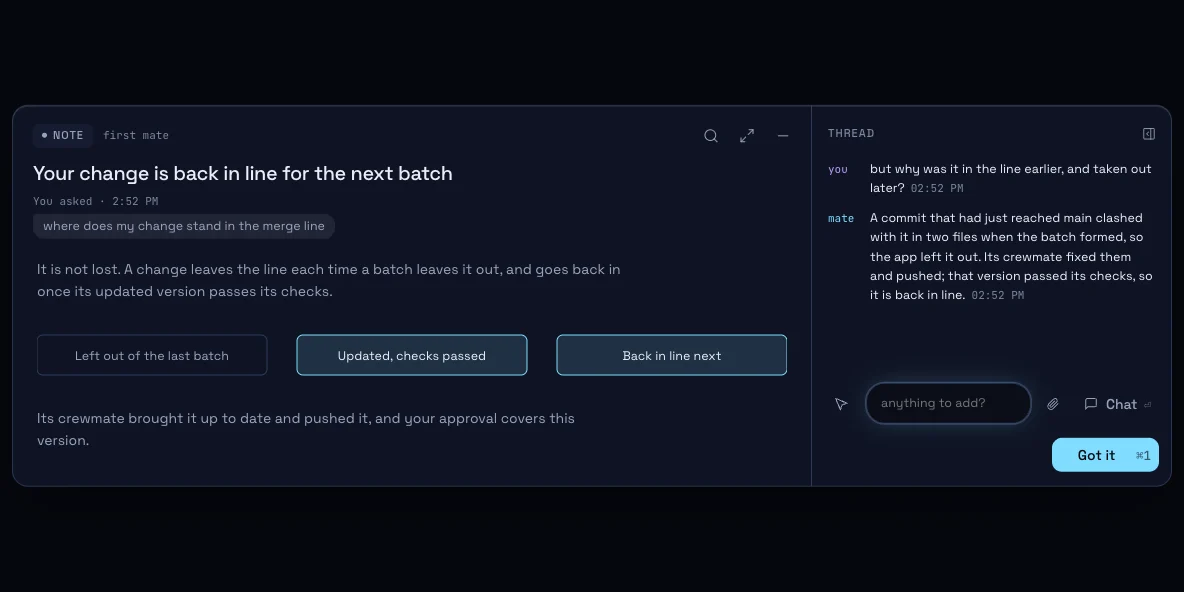 NOTE first mate
Your change is back in line for the next batch
You asked · 2:52 PM
where does my change stand in the merge line
It is not lost. A change leaves the line each time a batch leaves it out, and goes back in
once its updated version passes its checks.
Left out of the last batch
Updated, checks passed
Back in line next
Its crewmate brought it up to date and pushed it, and your approval covers this
version.
THREAD
you but why was it in the line earlier, and taken out
later? 02:52 PM
mate A commit that had just reached main clashed
with it in two files when the batch formed, so
the app left it out. Its crewmate fixed them
and pushed; that version passed its checks, so
it is back in line. 02:52 PM
anything to add?
Chat ⏎
Got it ⌘1